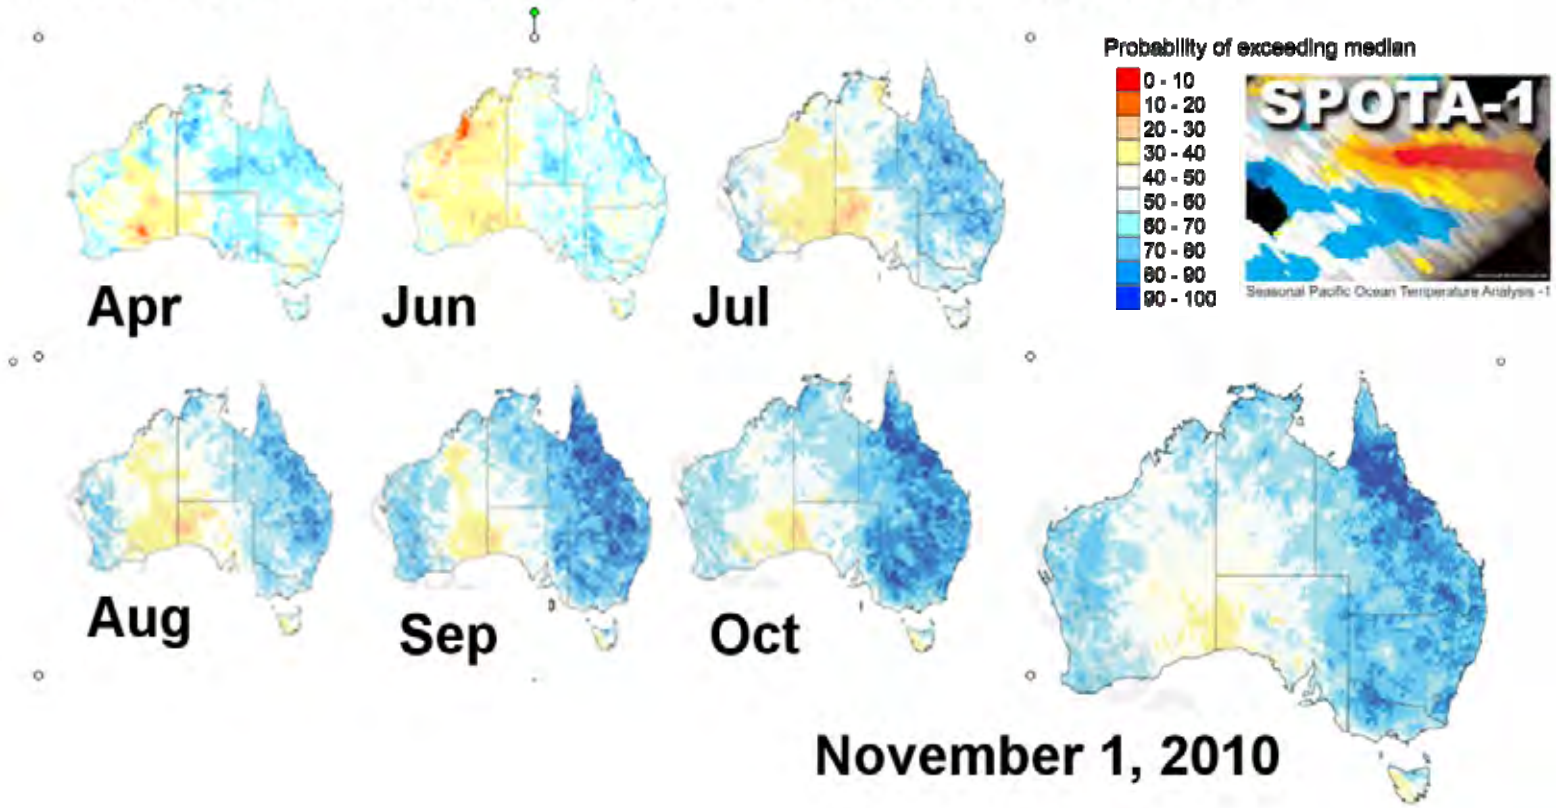 Probability of exceeding median
0 - 10
10 - 20
20 - 30
30 - 40
40 - 50
50 - 60
60 - 70
70 - 80
80 - 90
90 - 100
SPOTA-1
Seasonal Pacific Ocean Temperature Analysis -1
Apr
Jun
Jul
Aug
Sep
Oct
November 1, 2010